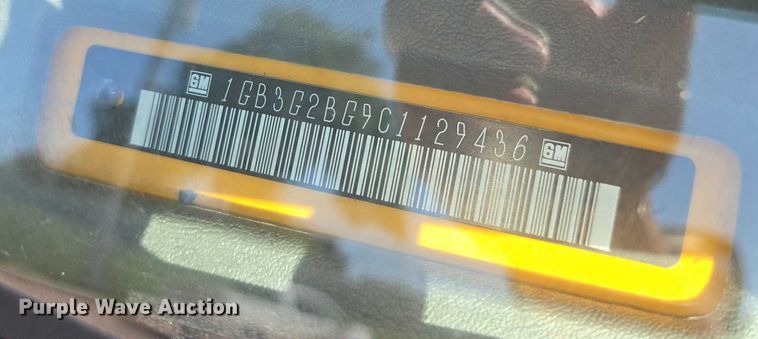 GM 1GB3G2BG9C1129436 GM
Purple Wave Auction